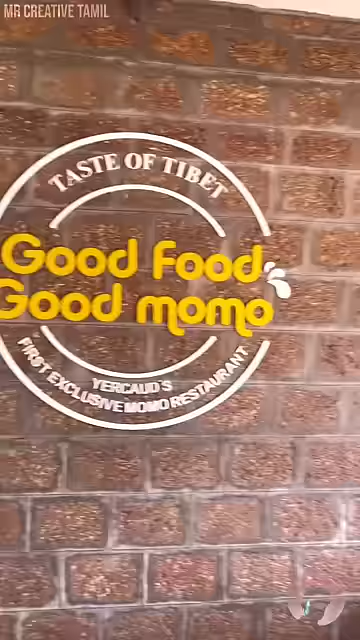 MR CREATIVE TAMIL
TASTE OF TIBET
Good Food
Good momo
YERCAUD'S
FIRST EXCLUSIVE MOMO RESTAURANT